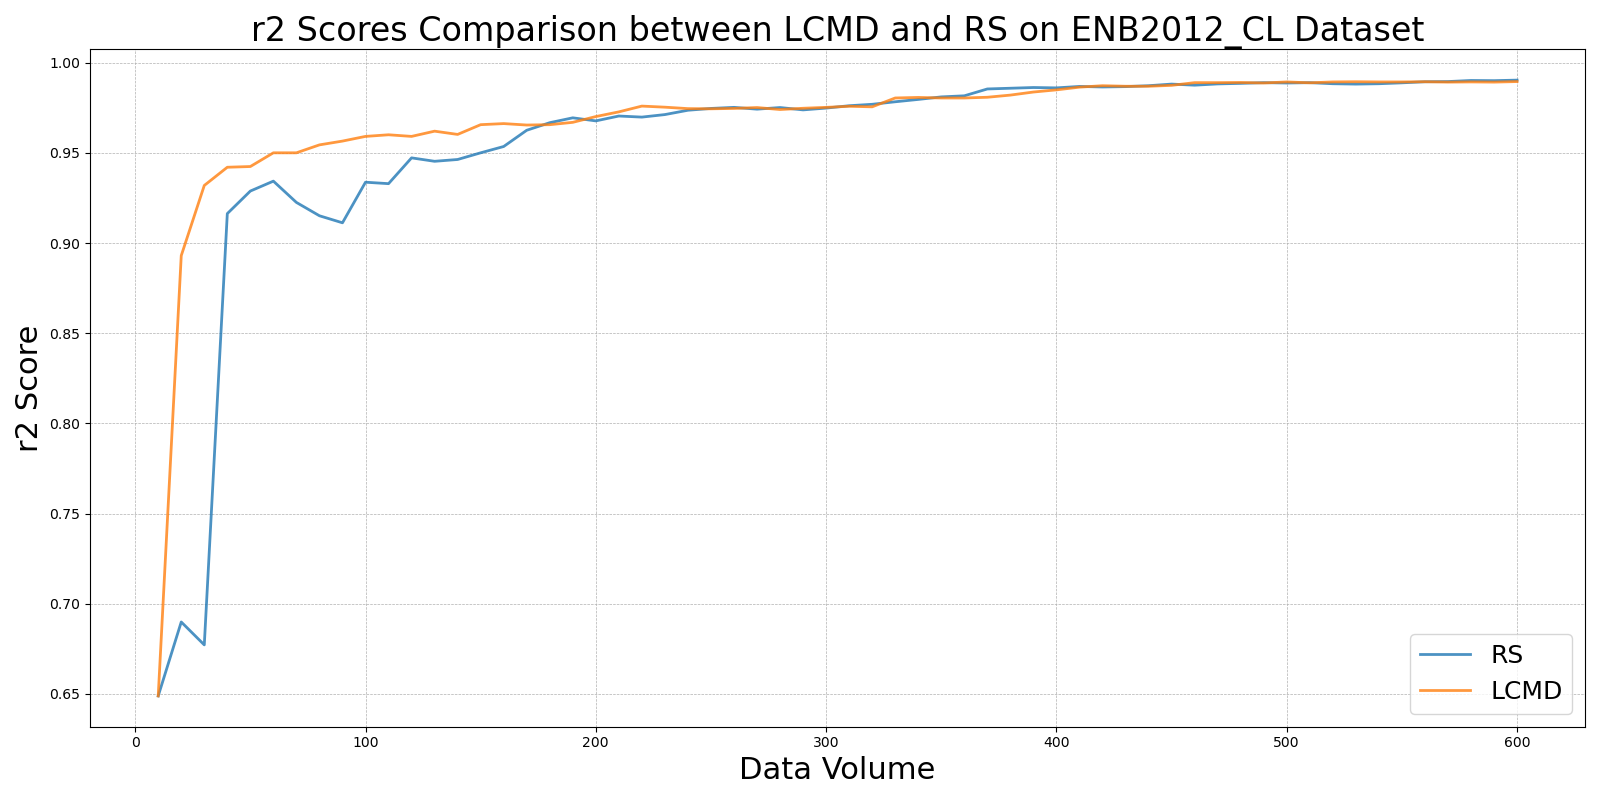 r2 Scores Comparison between LCMD and RS on ENB2012_CL Dataset
1.00
0.95
0.90
0.85
0.80
0.75
0.70
0.65
r2 Score
RS
LCMD
0 100 200 300 400 500 600
Data Volume